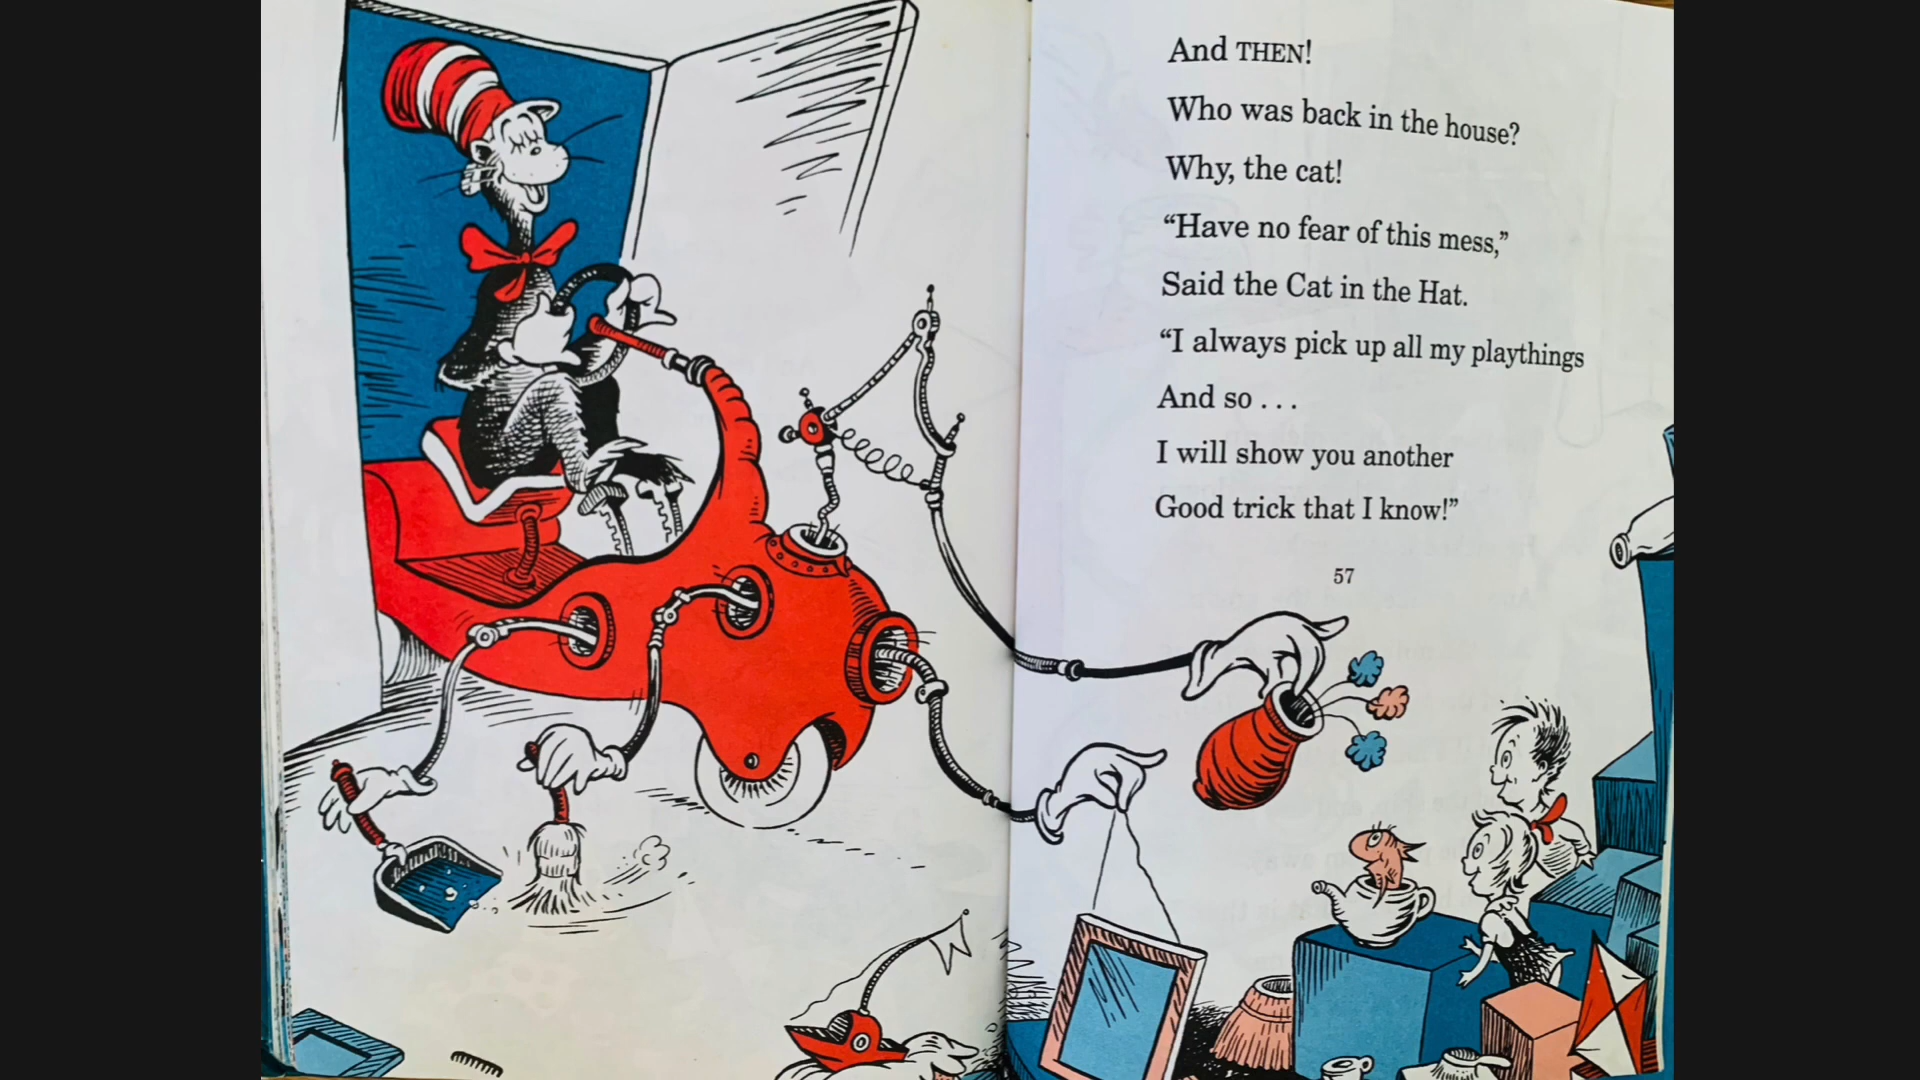 And THEN!
Who was back in the house?
Why, the cat!
“Have no fear of this mess,”
Said the Cat in the Hat.
“I always pick up all my playthings
And so . . .
I will show you another
Good trick that I know!”
57